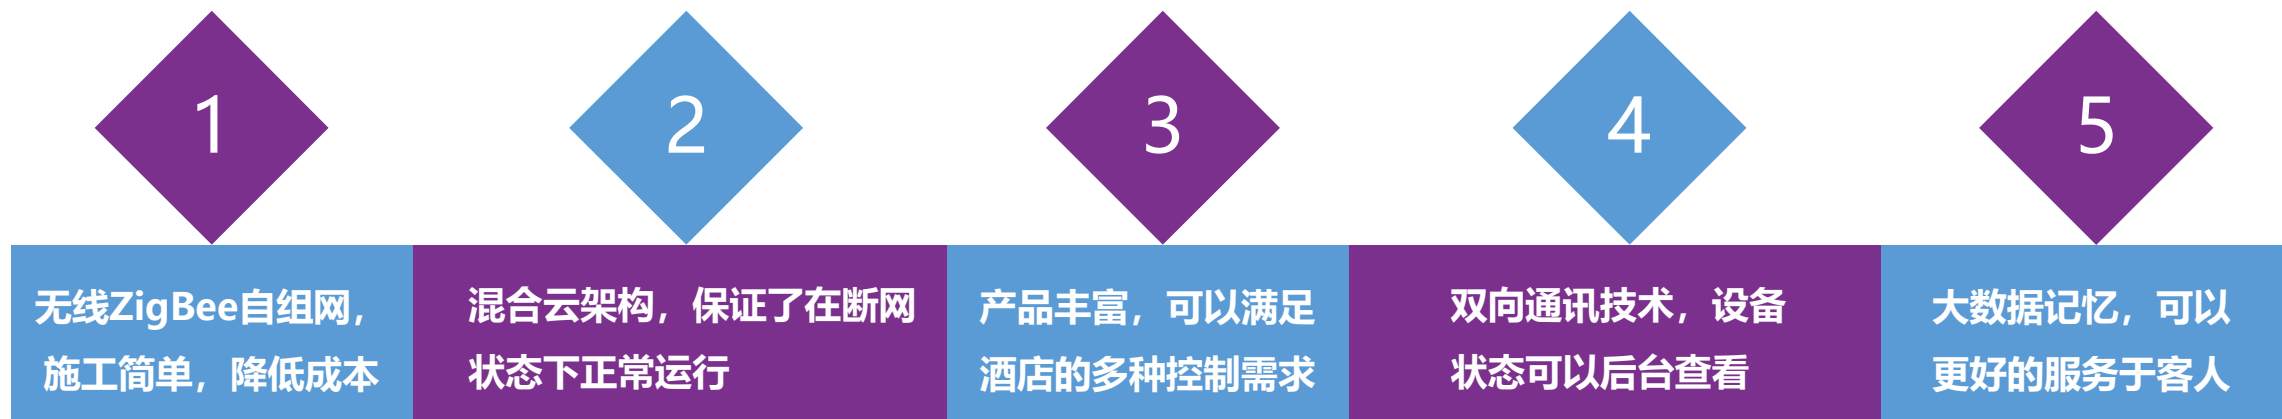 1
无线ZigBee自组网，
施工简单，降低成本
2
混合云架构，保证了在断网
状态下正常运行
3
产品丰富，可以满足
酒店的多种控制需求
4
双向通讯技术，设备
状态可以后台查看
5
大数据记忆，可以
更好的服务于客人